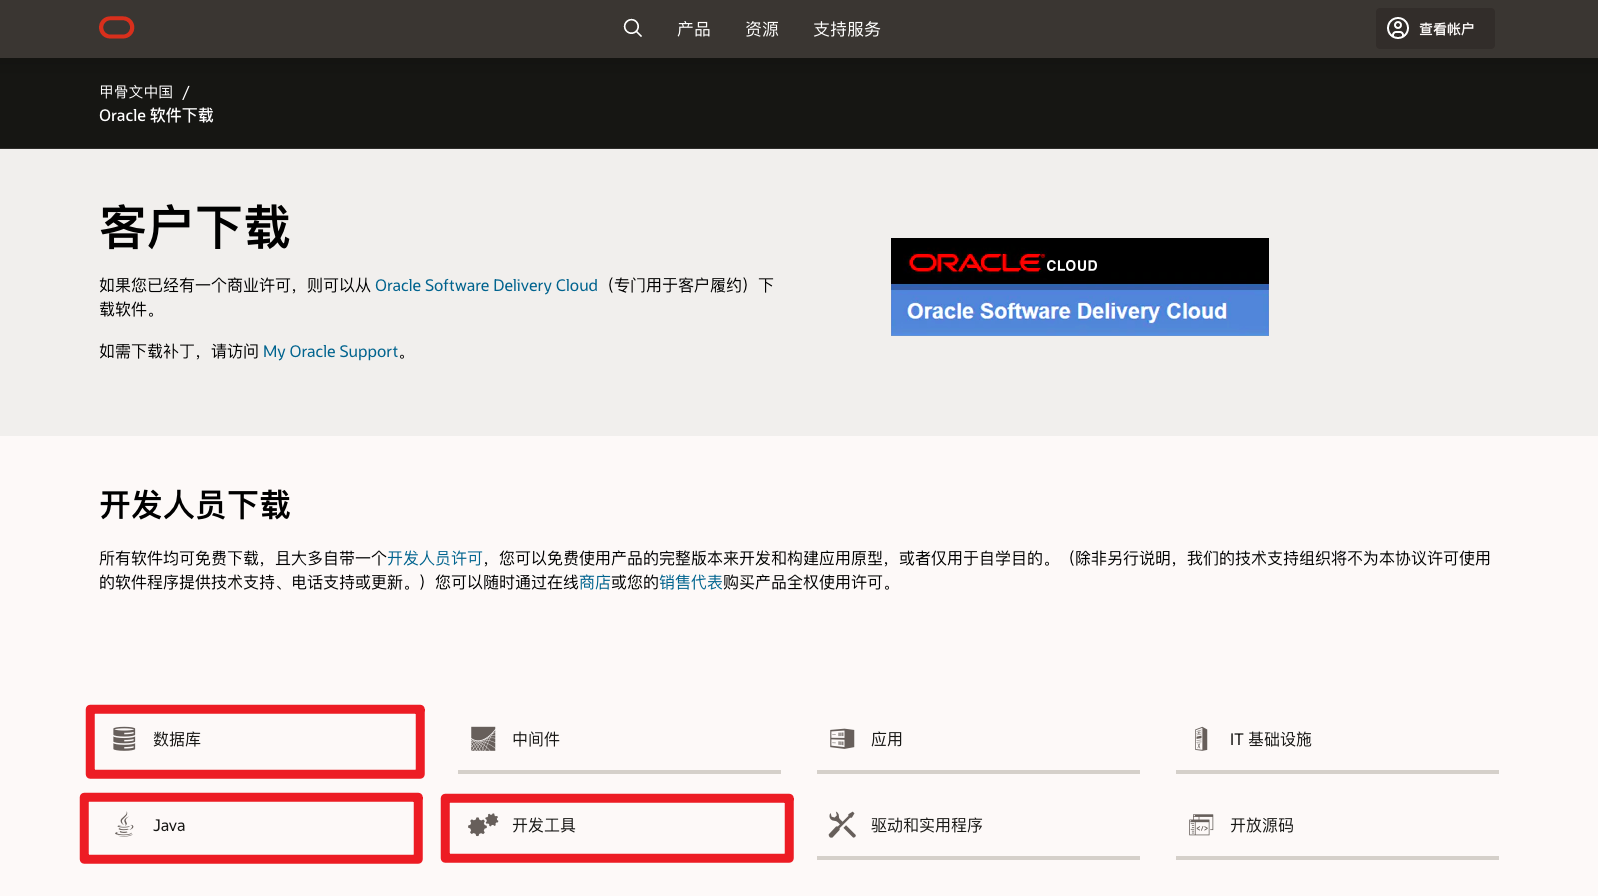 产品
资源
支持服务
查看帐户
甲骨文中国 /
Oracle 软件下载
客户下载
如果您已经有一个商业许可，则可以从 Oracle Software Delivery Cloud（专门用于客户履约）下
载软件。
如需下载补丁，请访问 My Oracle Support。
ORACLE CLOUD
Oracle Software Delivery Cloud
开发人员下载
所有软件均可免费下载，且大多自带一个开发人员许可，您可以免费使用产品的完整版本来开发和构建应用原型，或者仅用于自学目的。（除非另行说明，我们的技术支持组织将不为本协议许可使用
的软件程序提供技术支持、电话支持或更新。）您可以随时通过在线商店或您的销售代表购买产品全权使用许可。
数据库
中间件
应用
IT 基础设施
Java
开发工具
驱动和实用程序
开放源码